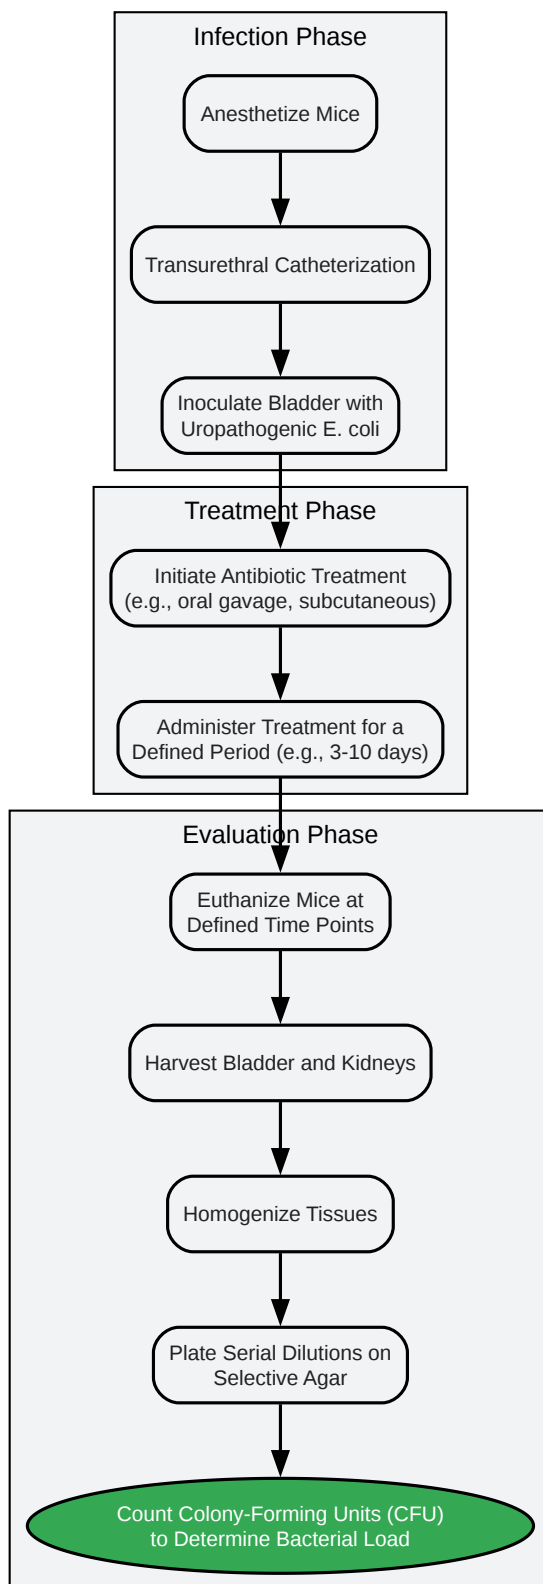 Infection Phase
Anesthetize Mice
Transurethral Catheterization
Inoculate Bladder with
Uropathogenic E. coli
Treatment Phase
Initiate Antibiotic Treatment
(e.g., oral gavage, subcutaneous)
Administer Treatment for a
Defined Period (e.g., 3-10 days)
Evaluation Phase
Euthanize Mice at
Defined Time Points
Harvest Bladder and Kidneys
Homogenize Tissues
Plate Serial Dilutions on
Selective Agar
Count Colony-Forming Units (CFU)
to Determine Bacterial Load